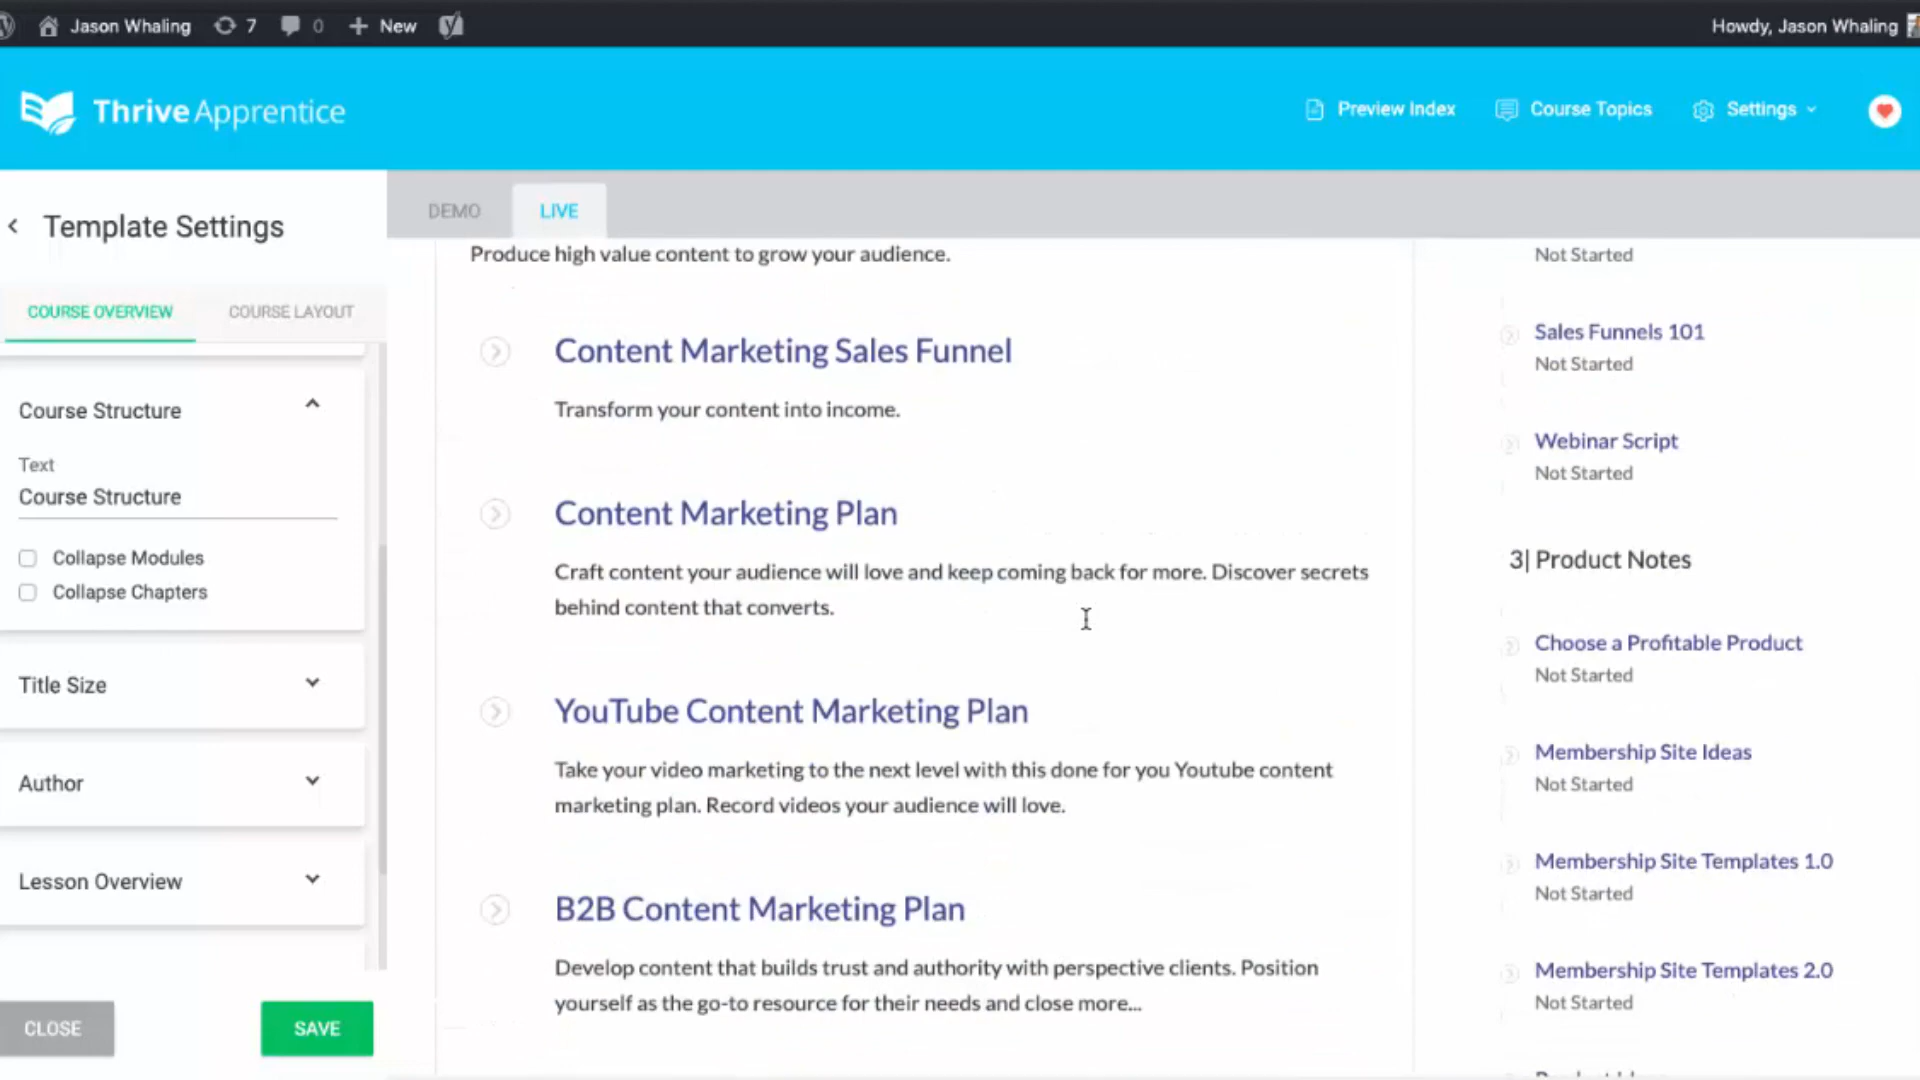 Jason Whaling 7 0 New Howdy, Jason Whaling
Thrive Apprentice Preview Index Course Topics Settings
Template Settings
COURSE OVERVIEW COURSE LAYOUT
Course Structure
Text
Course Structure
Collapse Modules
Collapse Chapters
Title Size
Author
Lesson Overview
CLOSE SAVE
DEMO LIVE
Produce high value content to grow your audience.
Content Marketing Sales Funnel
Transform your content into income.
Content Marketing Plan
Craft content your audience will love and keep coming back for more. Discover secrets
behind content that converts.
YouTube Content Marketing Plan
Take your video marketing to the next level with this done for you Youtube content
marketing plan. Record videos your audience will love.
B2B Content Marketing Plan
Develop content that builds trust and authority with perspective clients. Position
yourself as the go-to resource for their needs and close more...
Not Started
Sales Funnels 101
Not Started
Webinar Script
Not Started
3| Product Notes
Choose a Profitable Product
Not Started
Membership Site Ideas
Not Started
Membership Site Templates 1.0
Not Started
Membership Site Templates 2.0
Not Started